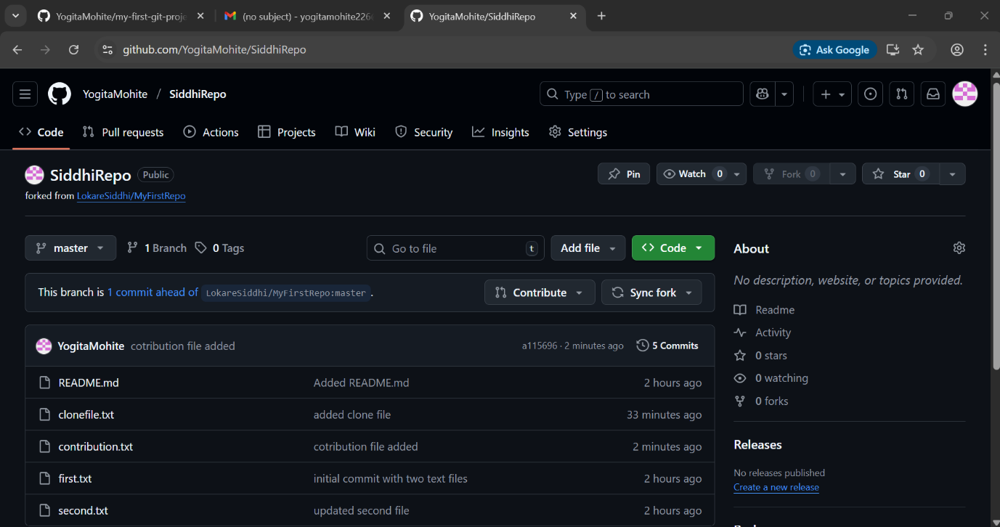 YogitaMohite/my-first-git-proje
(no subject) - yogitamohite226
YogitaMohite/SiddhiRepo
github.com/YogitaMohite/SiddhiRepo
Ask Google
YogitaMohite / SiddhiRepo
Type / to search
Code Pull requests Actions Projects Wiki Security Insights Settings
SiddhiRepo Public
Pin Watch 0 Fork 0 Star 0
forked from LokareSiddhi/MyFirstRepo
master 1 Branch 0 Tags Go to file t Add file Code
This branch is 1 commit ahead of LokareSiddhi/MyFirstRepo:master .
Contribute Sync fork
YogitaMohite cotribution file added a115696 · 2 minutes ago 5 Commits
README.md Added README.md 2 hours ago
clonefile.txt added clone file 33 minutes ago
contribution.txt cotribution file added 2 minutes ago
first.txt initial commit with two text files 2 hours ago
second.txt updated second file 2 hours ago
About
No description, website, or topics provided.
Readme
Activity
0 stars
0 watching
0 forks
Releases
No releases published
Create a new release